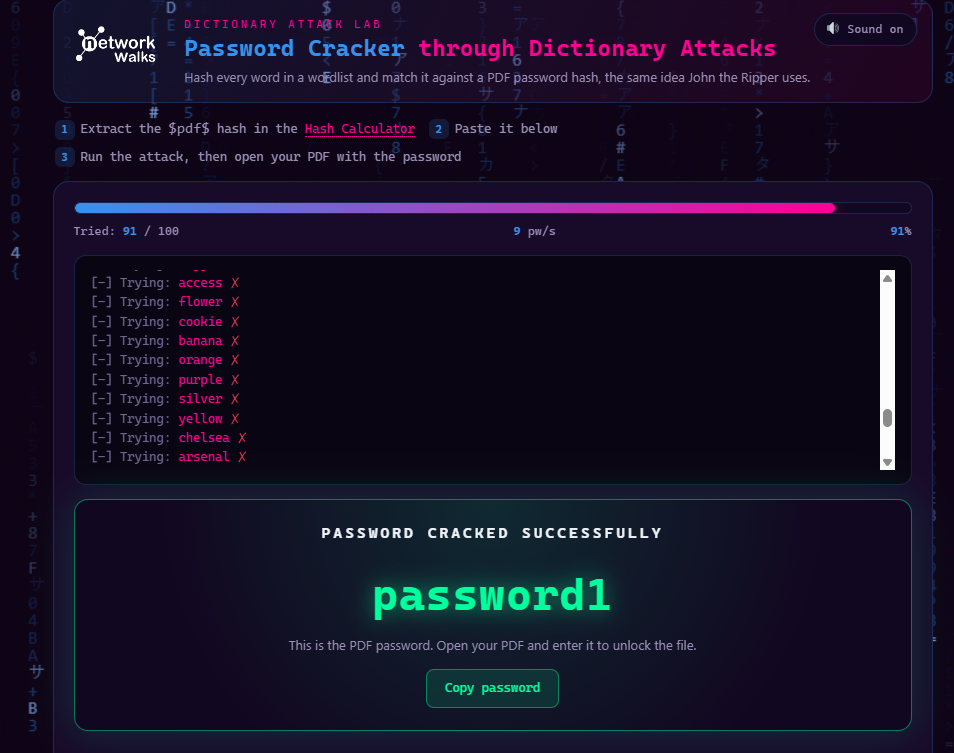 DICTIONARY ATTACK LAB
networkwalks
Password Cracker through Dictionary Attacks
Hash every word in a wordlist and match it against a PDF password hash, the same idea John the Ripper uses.
Sound on
1 Extract the $pdf$ hash in the Hash Calculator 2 Paste it below
3 Run the attack, then open your PDF with the password
Tried: 91 / 100 9 pw/s 91%
[-] Trying: access ✗
[-] Trying: flower ✗
[-] Trying: cookie ✗
[-] Trying: banana ✗
[-] Trying: orange ✗
[-] Trying: purple ✗
[-] Trying: silver ✗
[-] Trying: yellow ✗
[-] Trying: chelsea ✗
[-] Trying: arsenal ✗
PASSWORD CRACKED SUCCESSFULLY
password1
This is the PDF password. Open your PDF and enter it to unlock the file.
Copy password